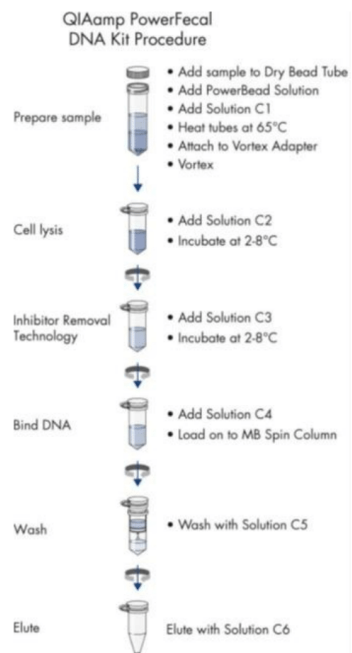 QIAamp PowerFecal
DNA Kit Procedure
Prepare sample
• Add sample to Dry Bead Tube
• Add PowerBead Solution
• Add Solution C1
• Heat tubes at 65°C
• Attach to Vortex Adapter
• Vortex
Cell lysis
• Add Solution C2
• Incubate at 2-8°C
Inhibitor Removal
Technology
• Add Solution C3
• Incubate at 2-8°C
Bind DNA
• Add Solution C4
• Load on to MB Spin Column
Wash
• Wash with Solution C5
Elute
Elute with Solution C6